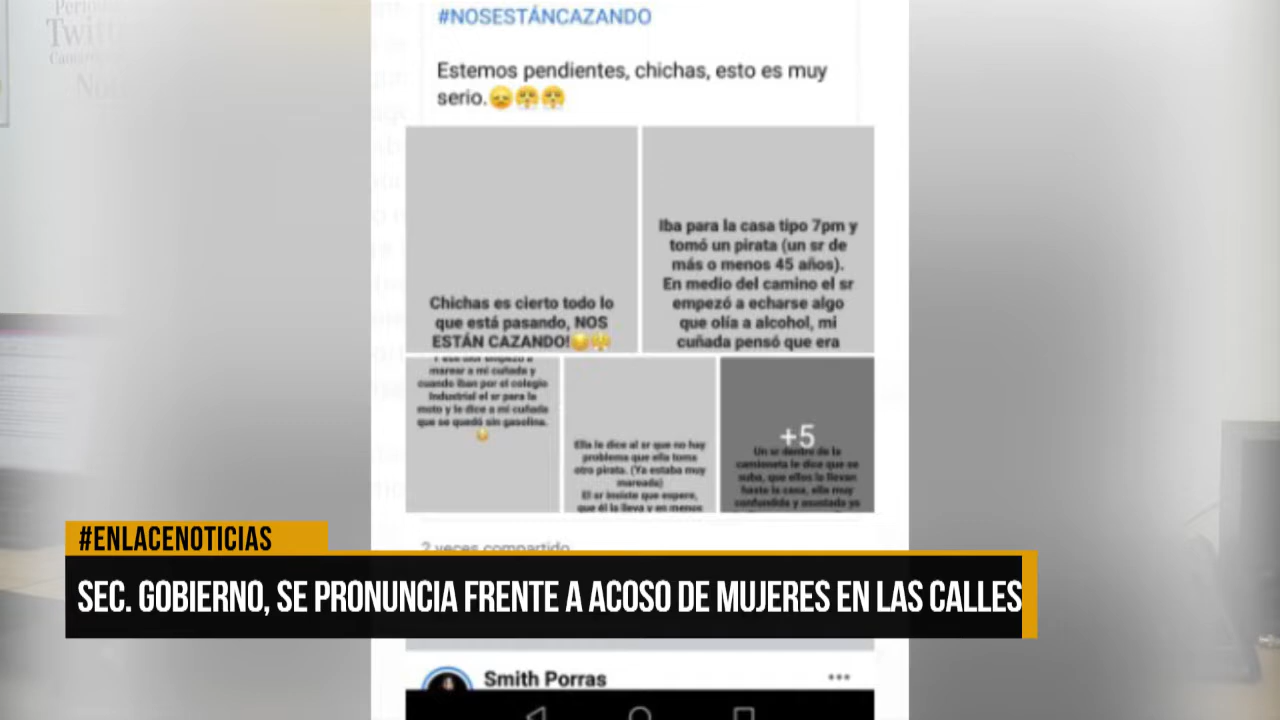 Twitt
#NOSESTÁNCAZANDO
Estemos pendientes, chichas, esto es muy
serio.😞😤😤
Chichas es cierto todo lo
que está pasando, NOS
ESTÁN CAZANDO!
Iba para la casa tipo 7pm y
tomó un pirata (un sr de
más o menos 45 años).
En medio del camino el sr
empezó a echarse algo
que olía a alcohol, mi
cuñada pensó que era
marear a mi cuñada y
cuando iban por el colegio
Industrial el sr para la
moto y le dice a mi cuñada
que se quedó sin gasolina.
Ella le dice al sr que no hay
problema que ella toma
otro pirata. (Ya estaba muy
mareada)
El sr insiste que espere,
que él la lleva y en menos
+5
Un sr dentro de la
camioneta le dice que se
suba, que ellos la llevan
hasta la casa, ella muy
confundida y asustada ya
2 veces compartido
#ENLACENOTICIAS
SEC. GOBIERNO, SE PRONUNCIA FRENTE A ACOSO DE MUJERES EN LAS CALLES
Smith Porras